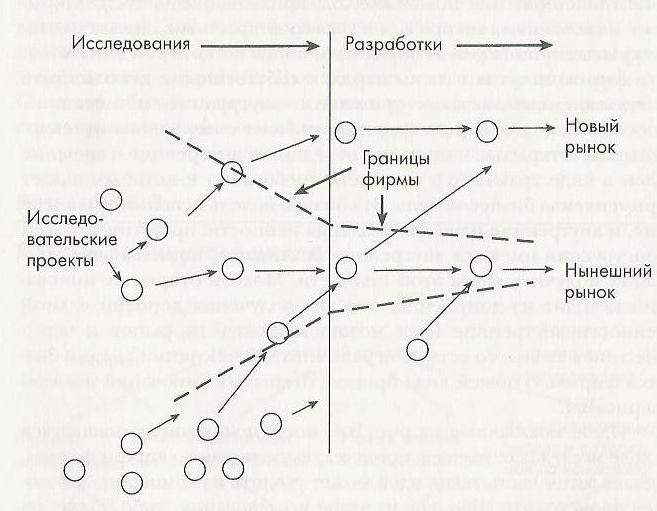 Исследования
Разработки
Новый
рынок
Границы
фирмы
Исследо-
вательские
проекты
Нынешний
рынок